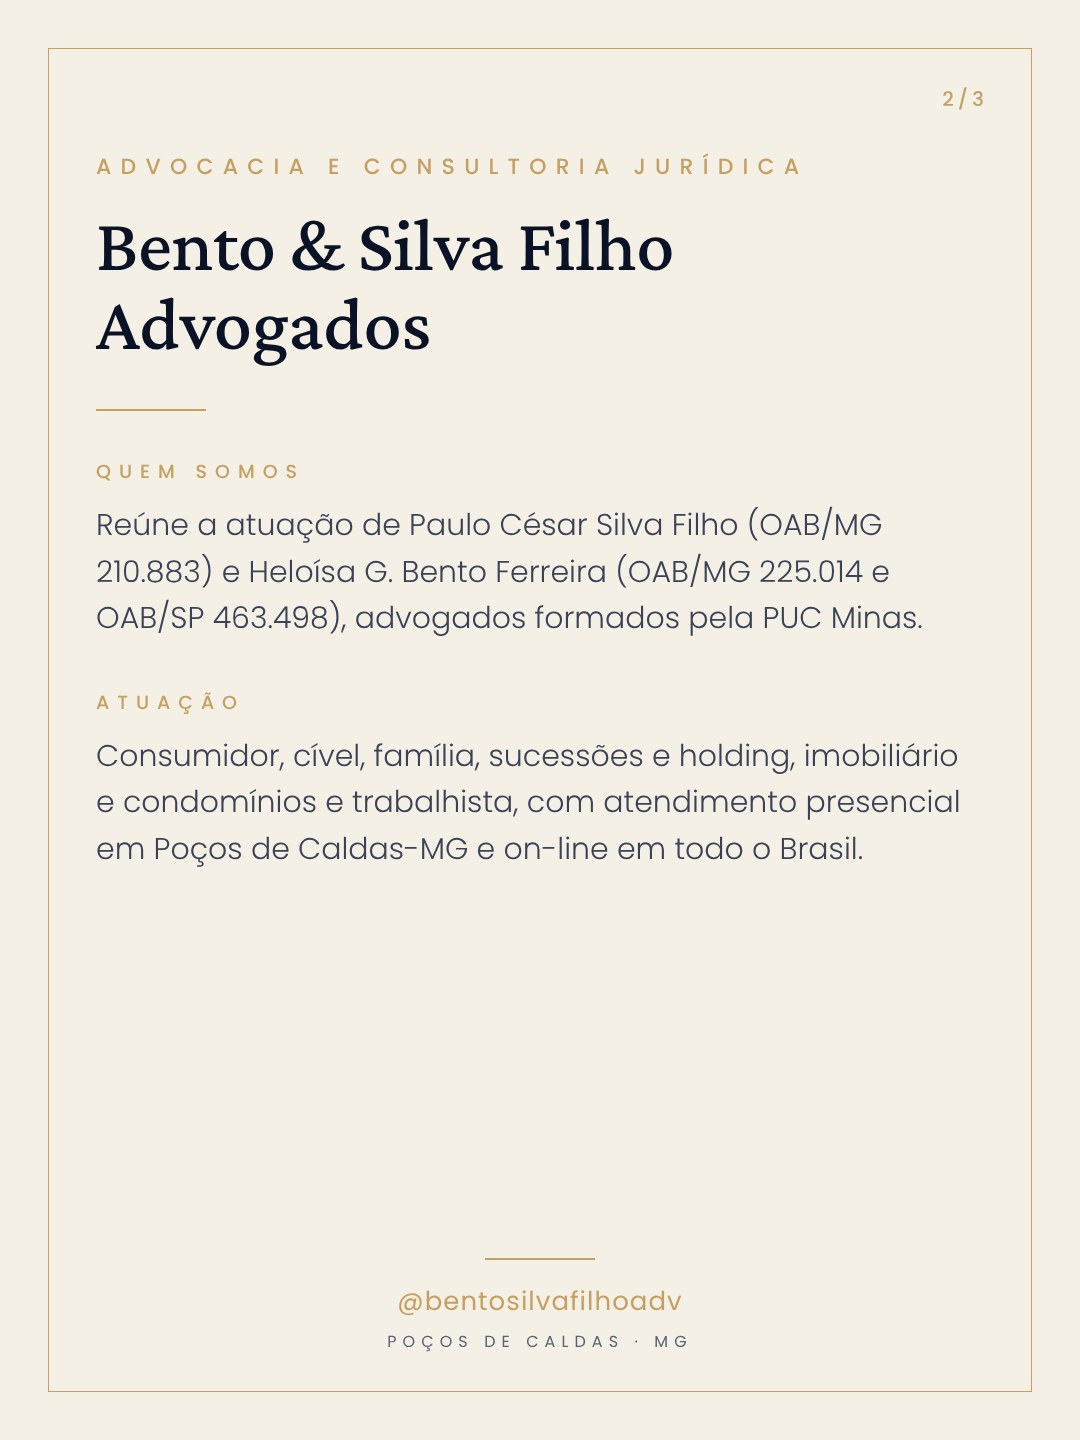 2/3
ADVOCACIA E CONSULTORIA JURÍDICA
Bento & Silva Filho
Advogados
QUEM SOMOS
Reúne a atuação de Paulo César Silva Filho (OAB/MG
210.883) e Heloísa G. Bento Ferreira (OAB/MG 225.014 e
OAB/SP 463.498), advogados formados pela PUC Minas.
ATUAÇÃO
Consumidor, cível, família, sucessões e holding, imobiliário
e condomínios e trabalhista, com atendimento presencial
em Poços de Caldas-MG e on-line em todo o Brasil.
@bentosilvafilhoadv
POÇOS DE CALDAS · MG